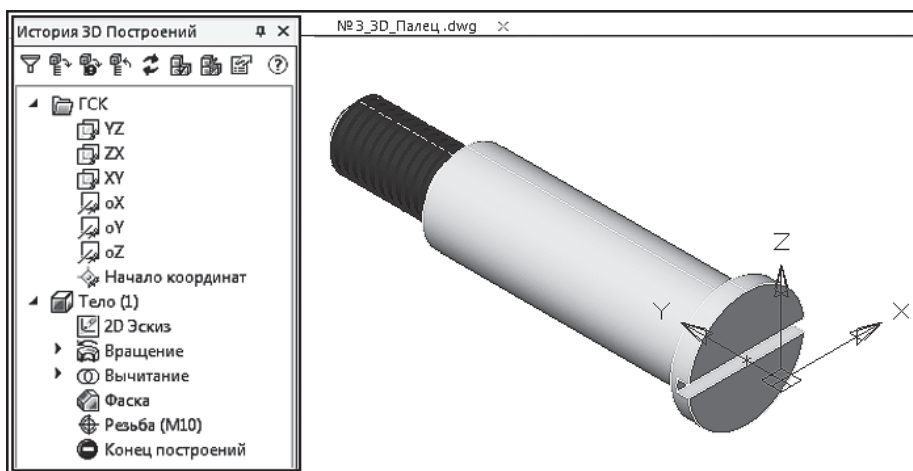 История 3D Построений
№3_3D_Палец.dwg
ГСК
YZ
ZX
XY
oX
oY
oZ
Начало координат
Тело (1)
2D Эскиз
Вращение
Вычитание
Фаска
Резьба (M10)
Конец построений
Z
Y
X